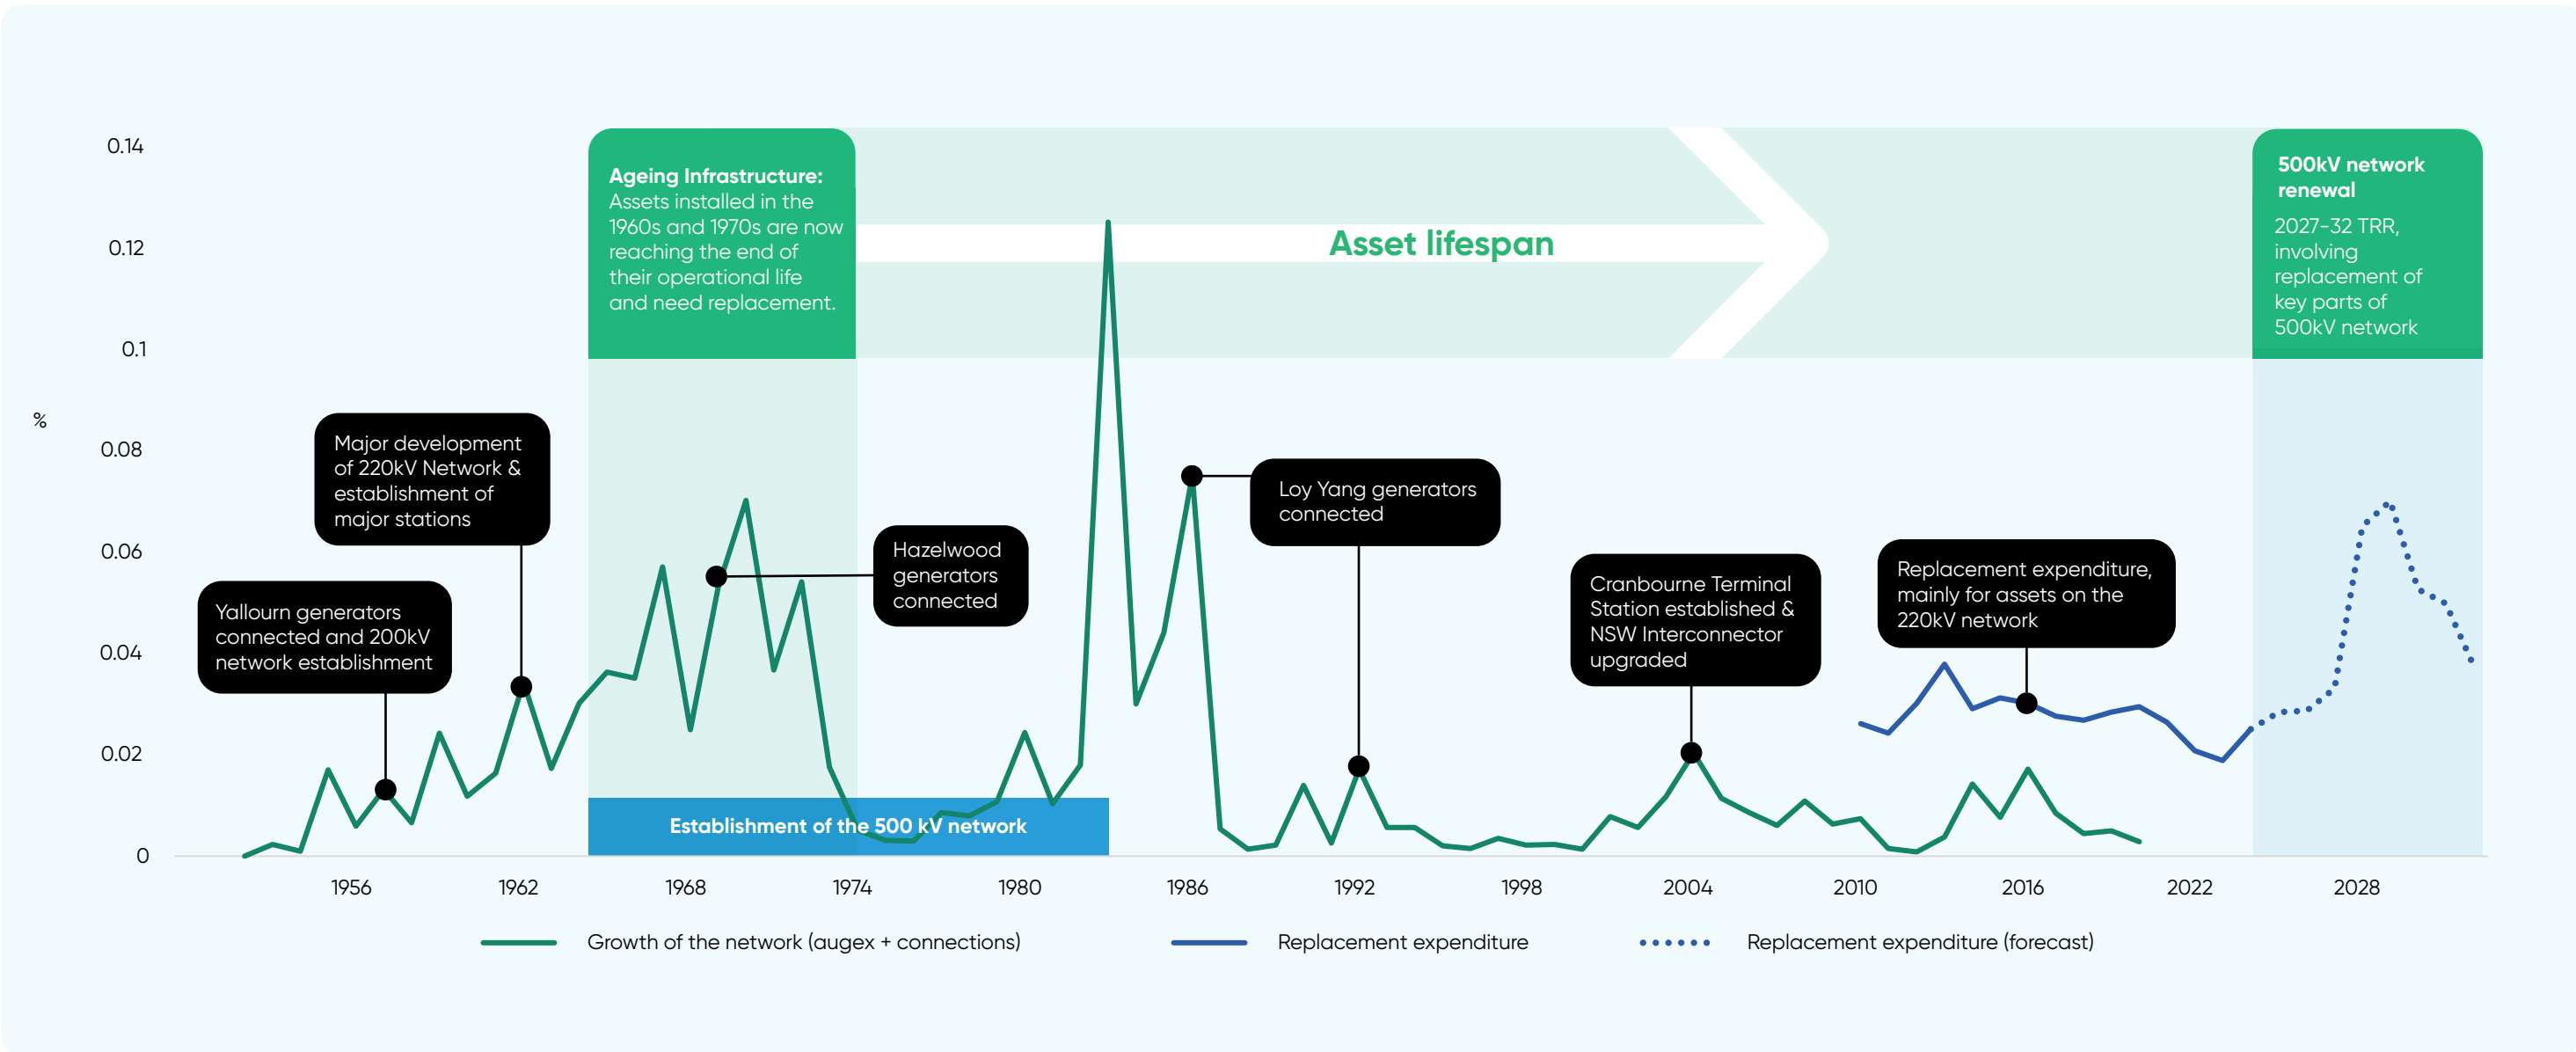 0.14
0.12
0.1
%
0.08
0.06
0.04
0.02
0
Ageing Infrastructure:
Assets installed in the
1960s and 1970s are now
reaching the end of
their operational life
and need replacement.
Asset lifespan
500kV network
renewal
2027-32 TRR,
involving
replacement of
key parts of
500kV network
Major development
of 220kV Network &
establishment of
major stations
Yallourn generators
connected and 200kV
network establishment
Hazelwood
generators
connected
Loy Yang generators
connected
Cranbourne Terminal
Station established &
NSW Interconnector
upgraded
Replacement expenditure,
mainly for assets on the
220kV network
Establishment of the 500 kV network
1956 1962 1968 1974 1980 1986 1992 1998 2004 2010 2016 2022 2028
Growth of the network (augex + connections) Replacement expenditure Replacement expenditure (forecast)